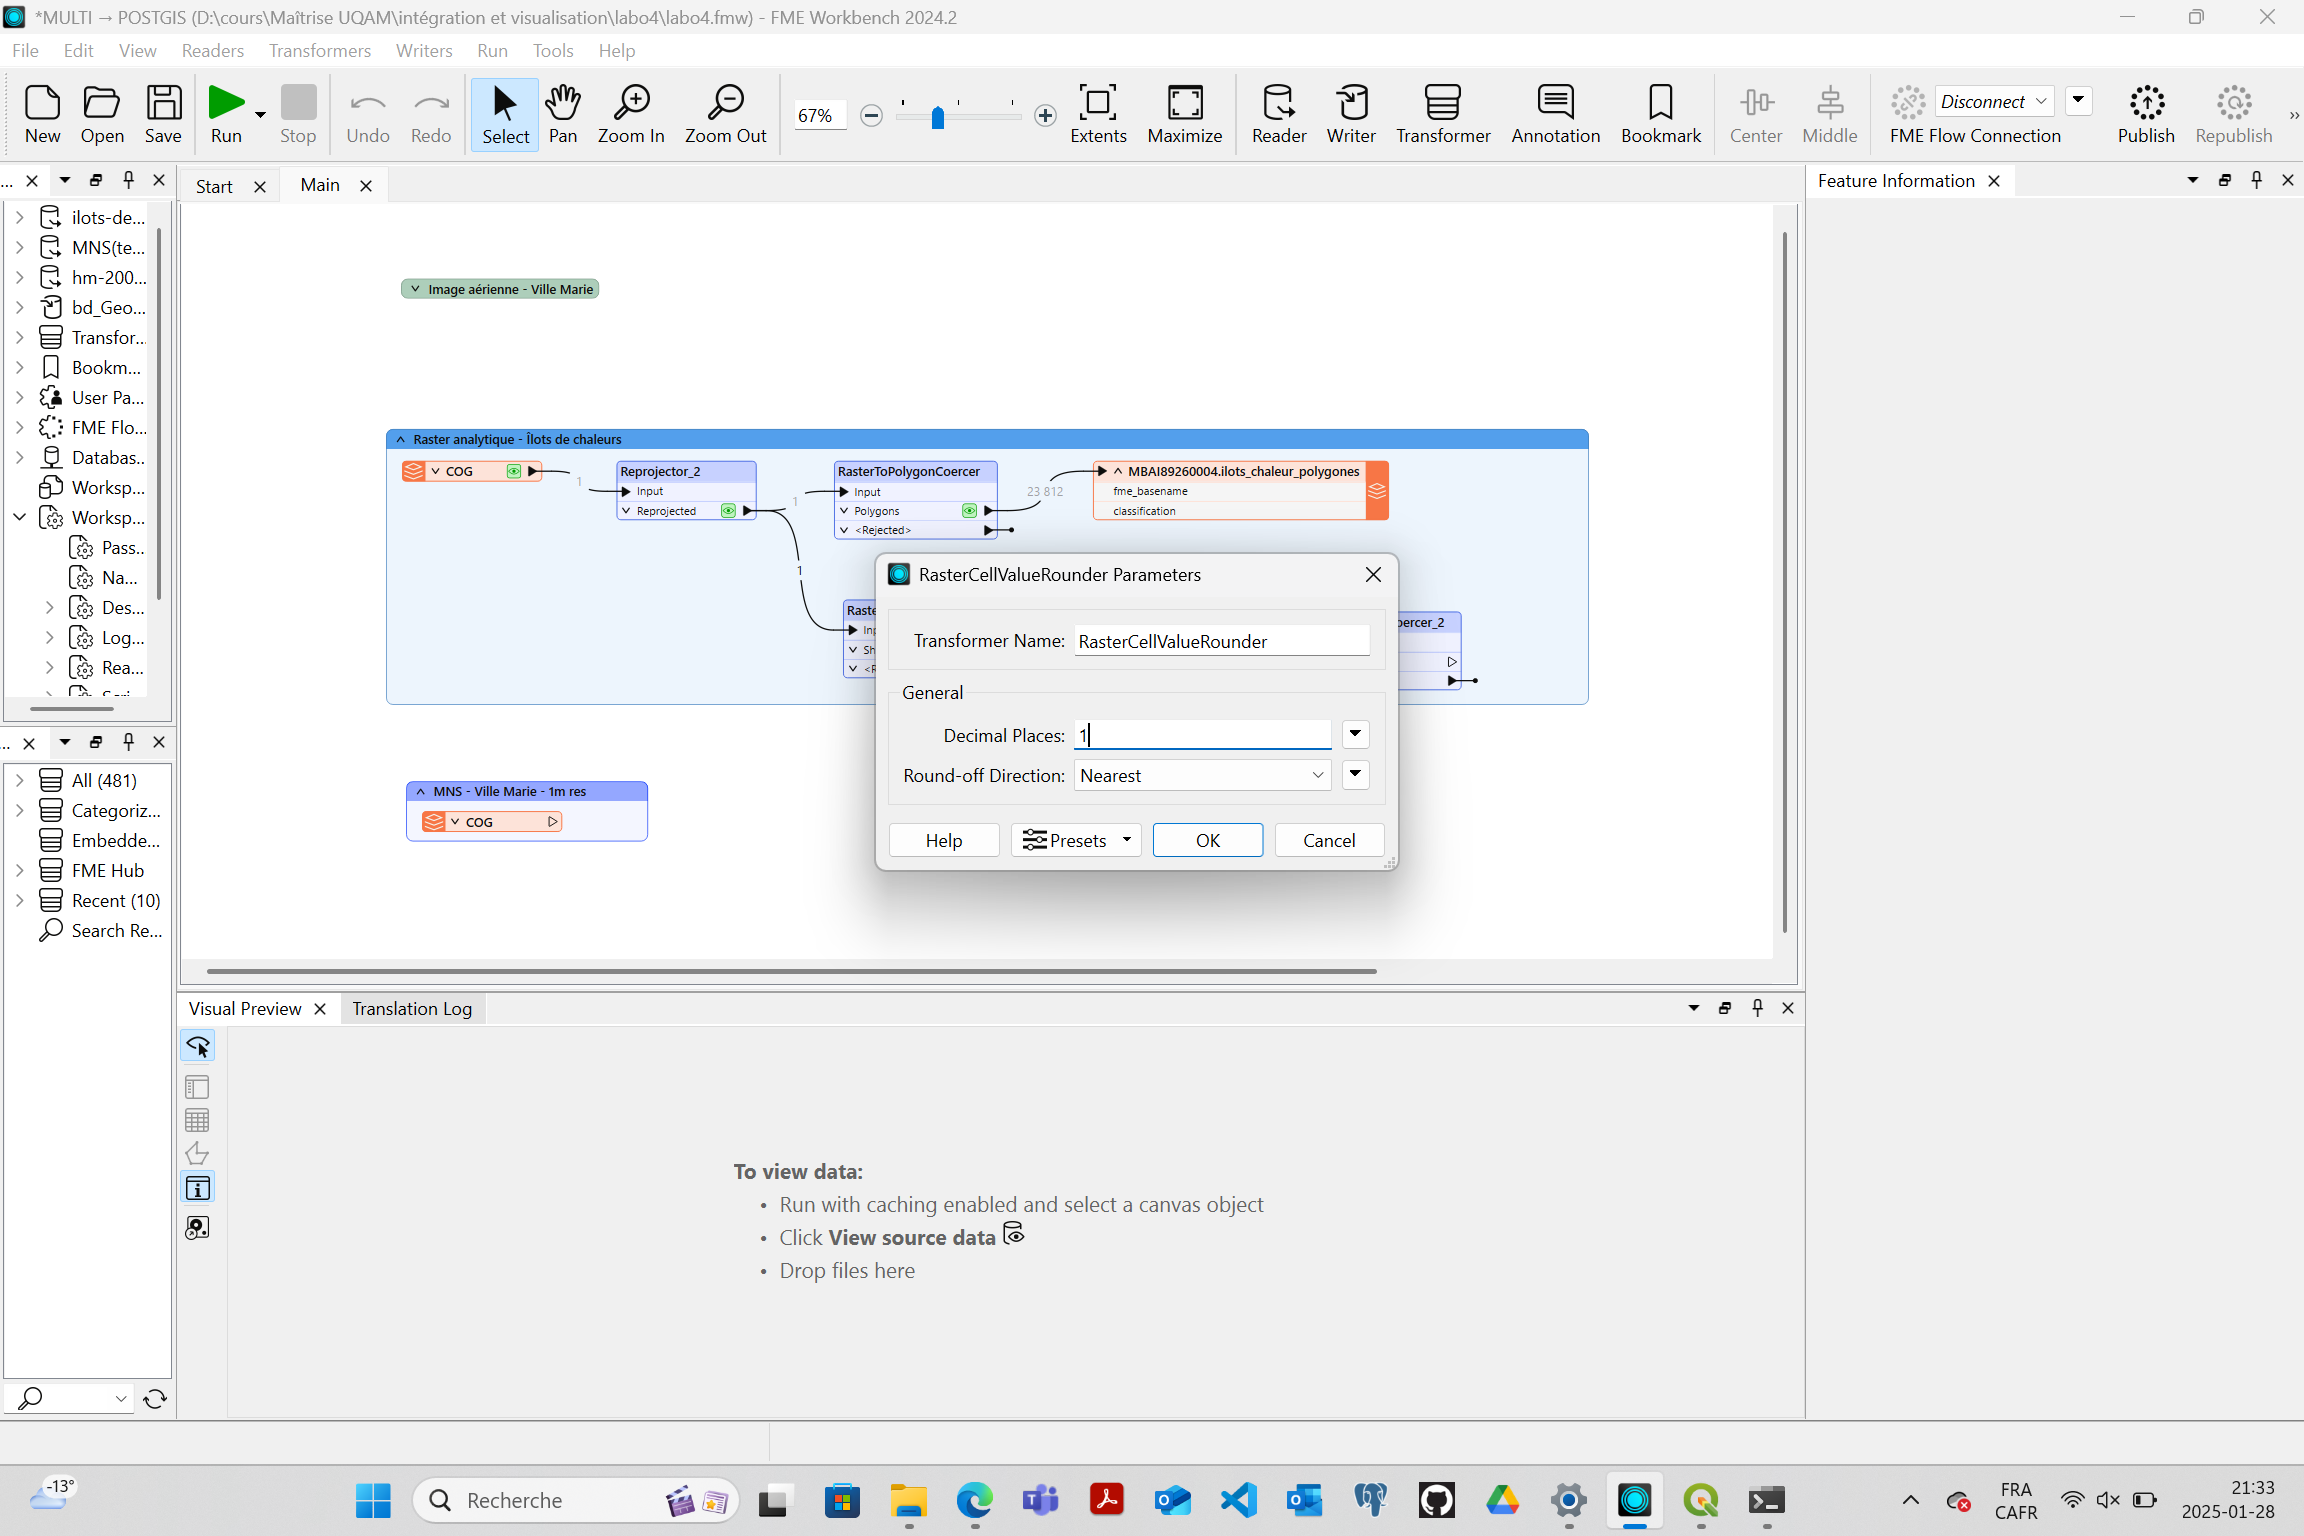 *MULTI → POSTGIS (D:\cours\Maîtrise UQAM\intégration et visualisation\labo4\labo4.fmw) - FME Workbench 2024.2
File Edit View Readers Transformers Writers Run Tools Help
New Open Save Run Stop Undo Redo Select Pan Zoom In Zoom Out 67% Extents Maximize Reader Writer Transformer Annotation Bookmark Center Middle Disconnect FME Flow Connection Publish Republish
...
Start Main
Feature Information
ilots-de...
MNS(te...
hm-200...
bd_Geo...
Transfor...
Bookm...
User Pa...
FME Flo...
Databas...
Worksp...
Worksp...
Pass...
Na...
Des...
Log...
Rea...
Scri...
Image aérienne - Ville Marie
Raster analytique - Îlots de chaleurs
COG
1
Reprojector_2
Input
Reprojected
1
1
RasterToPolygonCoercer
Input
Polygons
<Rejected>
23 812
MBAI89260004.ilots_chaleur_polygones
fme_basename
classification
Raste
Inp
Sh
<R
oercer_2
RasterCellValueRounder Parameters
Transformer Name: RasterCellValueRounder
General
Decimal Places: 1
Round-off Direction: Nearest
Help Presets OK Cancel
MNS - Ville Marie - 1m res
COG
...
All (481)
Categoriz...
Embedde...
FME Hub
Recent (10)
Search Re...
Visual Preview Translation Log
To view data:
• Run with caching enabled and select a canvas object
• Click View source data
• Drop files here
-13°
Recherche
FRA
CAFR
21:33
2025-01-28